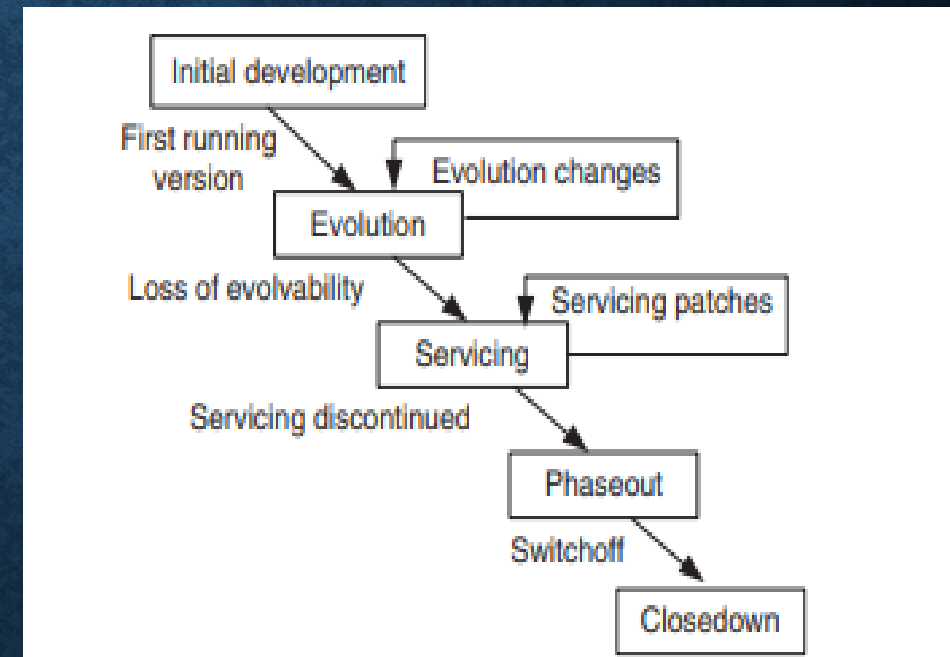 Initial development
First running
version
Evolution changes
Evolution
Loss of evolvability
Servicing patches
Servicing
Servicing discontinued
Phaseout
Switchoff
Closedown